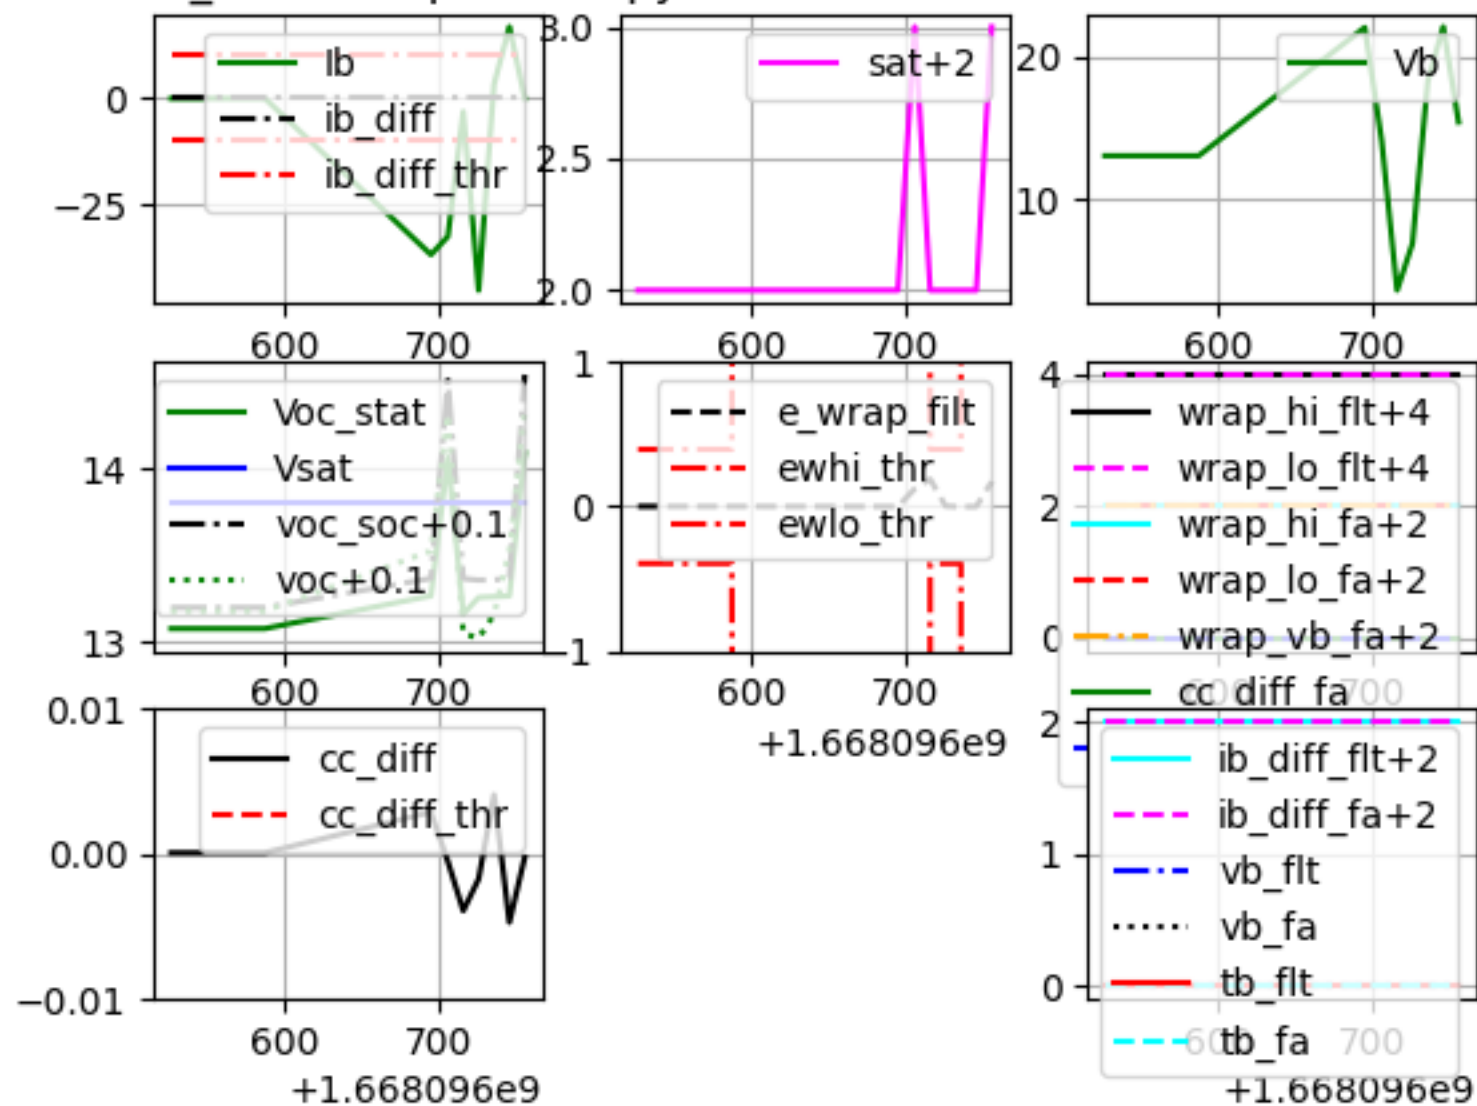 Ib
ib_diff
ib_diff_thr
0
−25
600
700
sat+2
3.0
2.5
2.0
600
700
Vb
20
10
600
700
Voc_stat
Vsat
voc_soc+0.1
voc+0.1
14
13
600
700
e_wrap_filt
ewhi_thr
ewlo_thr
1
0
−1
600
700
+1.668096e9
wrap_hi_flt+4
wrap_lo_flt+4
wrap_hi_fa+2
wrap_lo_fa+2
wrap_vb_fa+2
cc_diff_fa
4
2
0
600
700
cc_diff
cc_diff_thr
0.01
0.00
−0.01
600
700
+1.668096e9
ib_diff_flt+2
ib_diff_fa+2
vb_flt
vb_fa
tb_flt
tb_fa
2
1
0
600
700
+1.668096e9